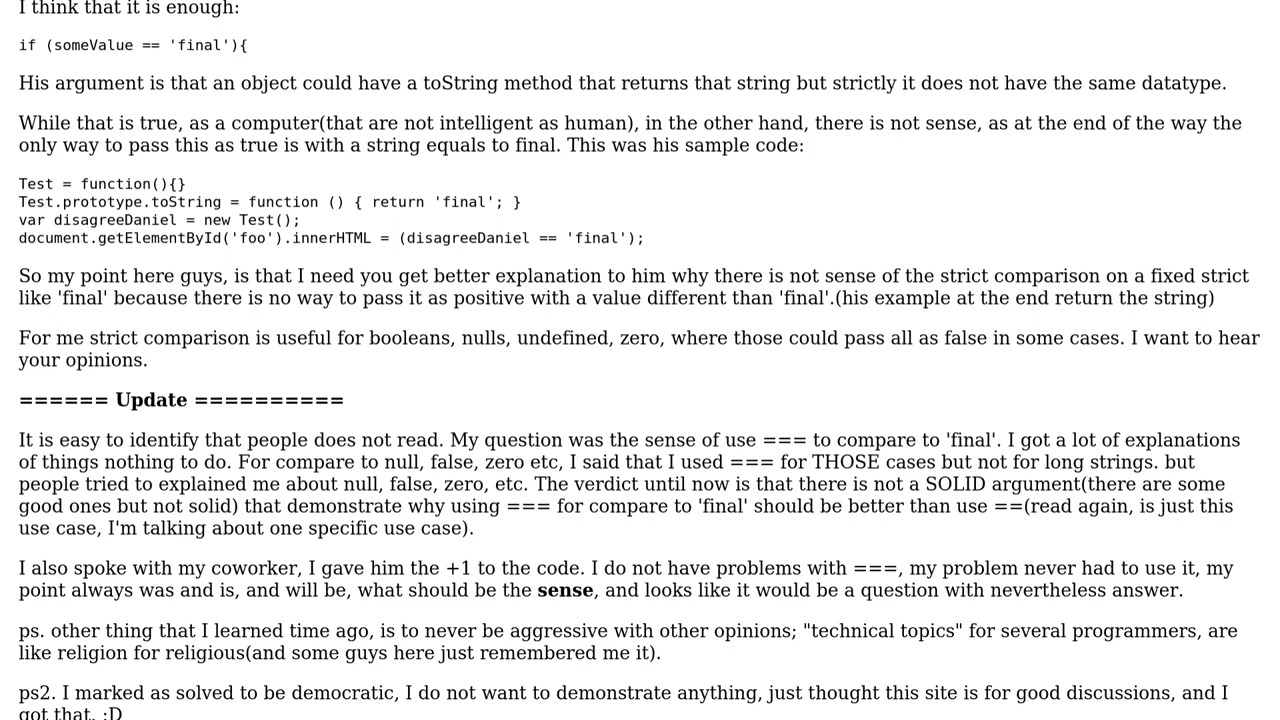 I think that it is enough:
if (someValue == 'final'){
His argument is that an object could have a toString method that returns that string but strictly it does not have the same datatype.
While that is true, as a computer(that are not intelligent as human), in the other hand, there is not sense, as at the end of the way the
only way to pass this as true is with a string equals to final. This was his sample code:
Test = function(){}
Test.prototype.toString = function () { return 'final'; }
var disagreeDaniel = new Test();
document.getElementById('foo').innerHTML = (disagreeDaniel == 'final');
So my point here guys, is that I need you get better explanation to him why there is not sense of the strict comparison on a fixed strict
like 'final' because there is no way to pass it as positive with a value different than 'final'.(his example at the end return the string)
For me strict comparison is useful for booleans, nulls, undefined, zero, where those could pass all as false in some cases. I want to hear
your opinions.
====== Update ==========
It is easy to identify that people does not read. My question was the sense of use === to compare to 'final'. I got a lot of explanations
of things nothing to do. For compare to null, false, zero etc, I said that I used === for THOSE cases but not for long strings. but
people tried to explained me about null, false, zero, etc. The verdict until now is that there is not a SOLID argument(there are some
good ones but not solid) that demonstrate why using === for compare to 'final' should be better than use ==(read again, is just this
use case, I'm talking about one specific use case).
I also spoke with my coworker, I gave him the +1 to the code. I do not have problems with ===, my problem never had to use it, my
point always was and is, and will be, what should be the sense, and looks like it would be a question with nevertheless answer.
ps. other thing that I learned time ago, is to never be aggressive with other opinions; "technical topics" for several programmers, are
like religion for religious(and some guys here just remembered me it).
ps2. I marked as solved to be democratic, I do not want to demonstrate anything, just thought this site is for good discussions, and I
got that. :D